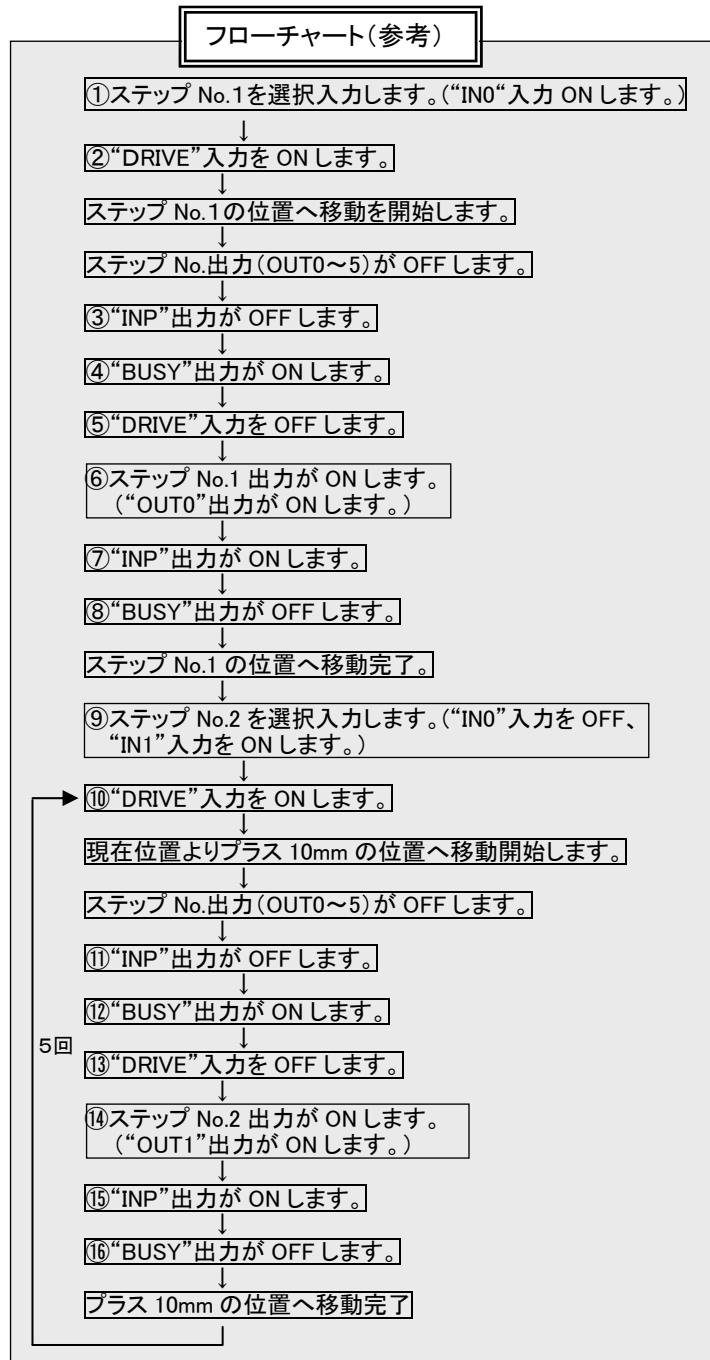 フローチャート（参考）
①ステップ No.1を選択入力します。（“IN0“入力 ON します。）
↓
②“DRIVE”入力を ON します。
↓
ステップ No.1の位置へ移動を開始します。
↓
ステップ No.出力（OUT0～5）が OFF します。
↓
③“INP”出力が OFF します。
↓
④“BUSY”出力が ON します。
↓
⑤“DRIVE”入力を OFF します。
↓
⑥ステップ No.1 出力が ON します。
（“OUT0”出力が ON します。）
↓
⑦“INP”出力が ON します。
↓
⑧“BUSY”出力が OFF します。
↓
ステップ No.1 の位置へ移動完了。
↓
⑨ステップ No.2 を選択入力します。（“IN0”入力を OFF、
“IN1”入力を ON します。）
↓
⑩“DRIVE”入力を ON します。
↓
現在位置よりプラス 10mm の位置へ移動開始します。
↓
ステップ No.出力（OUT0～5）が OFF します。
↓
⑪“INP”出力が OFF します。
↓
⑫“BUSY”出力が ON します。
↓
5回
⑬“DRIVE”入力を OFF します。
↓
⑭ステップ No.2 出力が ON します。
（“OUT1”出力が ON します。）
↓
⑮“INP”出力が ON します。
↓
⑯“BUSY”出力が OFF します。
↓
プラス 10mm の位置へ移動完了